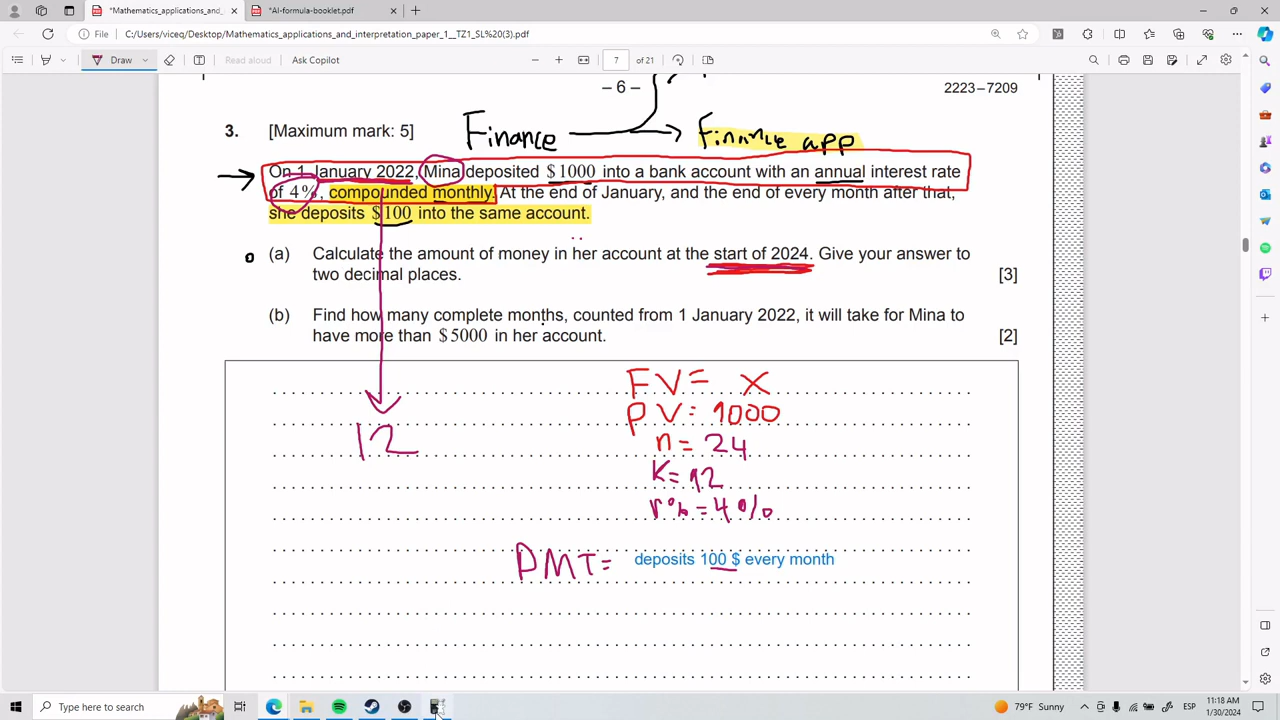 *Mathematics_applications_and_in
*AI-formula-booklet.pdf
File
C:/Users/viceq/Desktop/Mathematics_applications_and_interpretation_paper_1__TZ1_SL%20(3).pdf
Draw
Read aloud
Ask Copilot
7
of 21
– 6 –
2223–7209
3.
[Maximum mark: 5]
Finance
Finance app
On 1 January 2022, Mina deposited $1000 into a bank account with an annual interest rate
of 4%, compounded monthly. At the end of January, and the end of every month after that,
she deposits $100 into the same account.
(a) Calculate the amount of money in her account at the start of 2024. Give your answer to
two decimal places.
[3]
(b) Find how many complete months, counted from 1 January 2022, it will take for Mina to
have more than $5000 in her account.
[2]
FV= X
PV= 1000
12
n= 24
K= 12
r% = 4%
PMT= deposits 100 $ every month
Type here to search
79°F Sunny
ESP
11:18 AM
1/30/2024